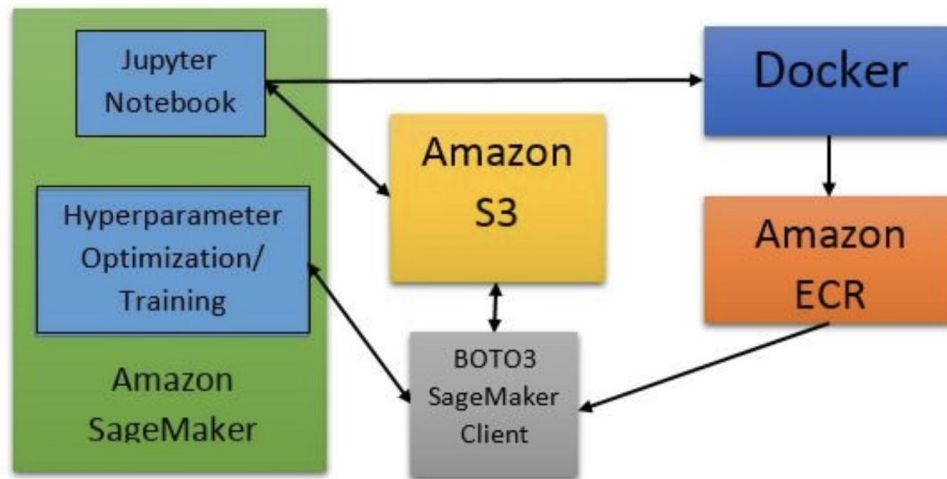 Jupyter
Notebook
Docker
Amazon
S3
Hyperparameter
Optimization/
Training
Amazon
ECR
BOTO3
SageMaker
Client
Amazon
SageMaker